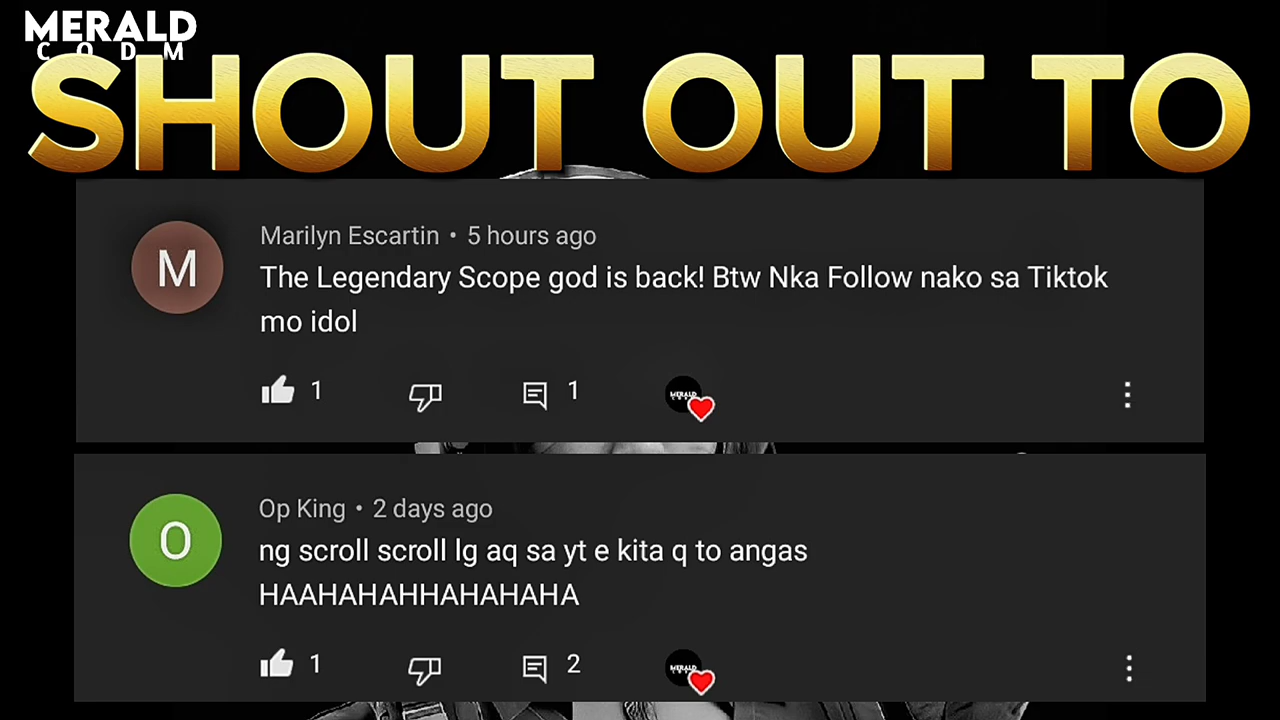 MERALD
CODM
SHOUT OUT TO
M
Marilyn Escartin • 5 hours ago
The Legendary Scope god is back! Btw Nka Follow nako sa Tiktok
mo idol
1
1
MERALD
O
Op King • 2 days ago
ng scroll scroll lg aq sa yt e kita q to angas
HAAHAHAHHAHAHAHA
1
2
MERALD